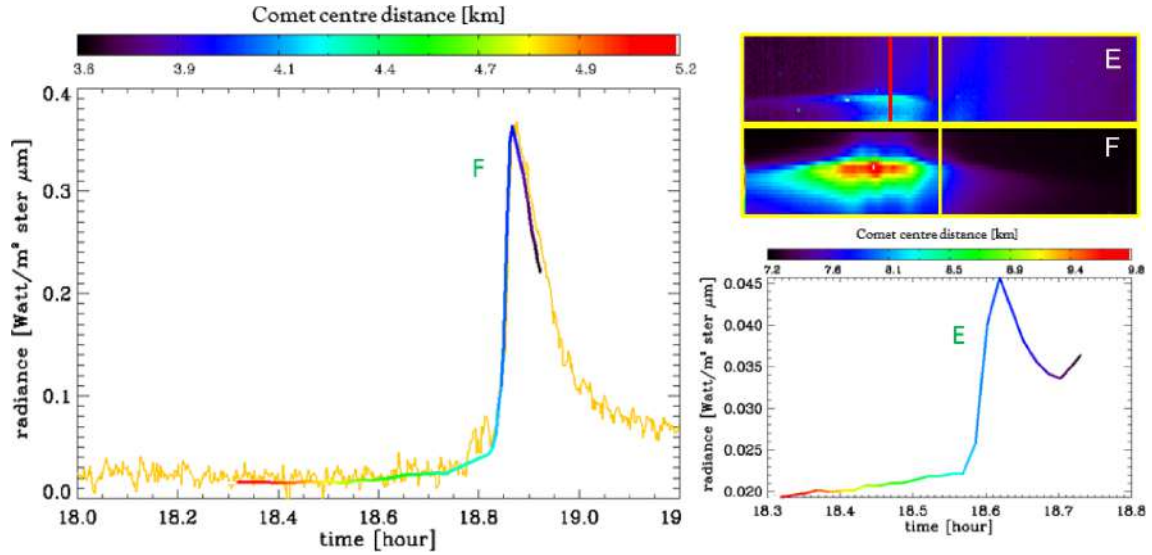 Comet centre distance [km]
3.8 3.9 4.1 4.4 4.7 4.9 5.2
0.4
0.3
0.2
0.1
0.0
radiance [Watt/m² ster μm]
F
18.0 18.2 18.4 18.6 18.8 19.0 19
time [hour]
E
F
Comet centre distance [km]
7.2 7.6 8.1 8.5 8.9 9.4 9.8
0.045
0.040
0.035
0.030
0.025
0.020
radiance [Watt/m² ster μm]
E
18.3 18.4 18.5 18.6 18.7 18.8
time [hour]